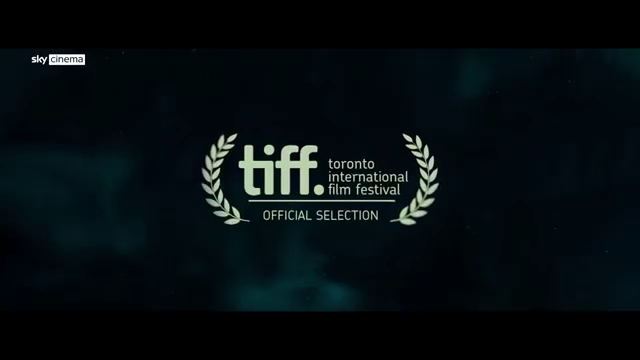 sky cinema
tiff. toronto
international
film festival
OFFICIAL SELECTION